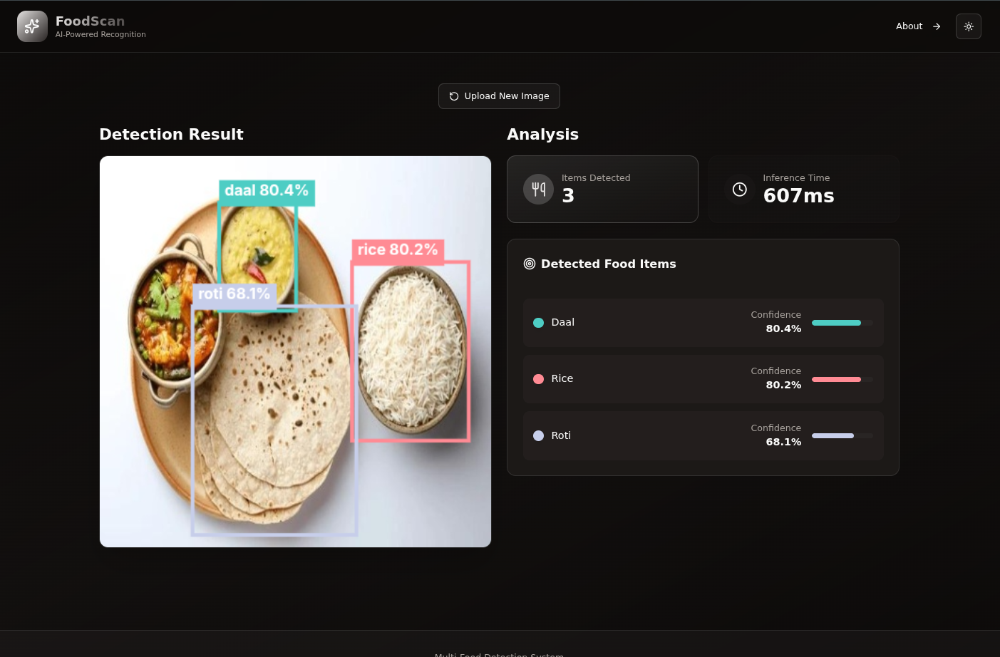 FoodScan
AI-Powered Recognition
About
Upload New Image
Detection Result
daal 80.4%
rice 80.2%
roti 68.1%
Analysis
Items Detected
3
Inference Time
607ms
Detected Food Items
Daal
Confidence
80.4%
Rice
Confidence
80.2%
Roti
Confidence
68.1%
Multi Food Detection System